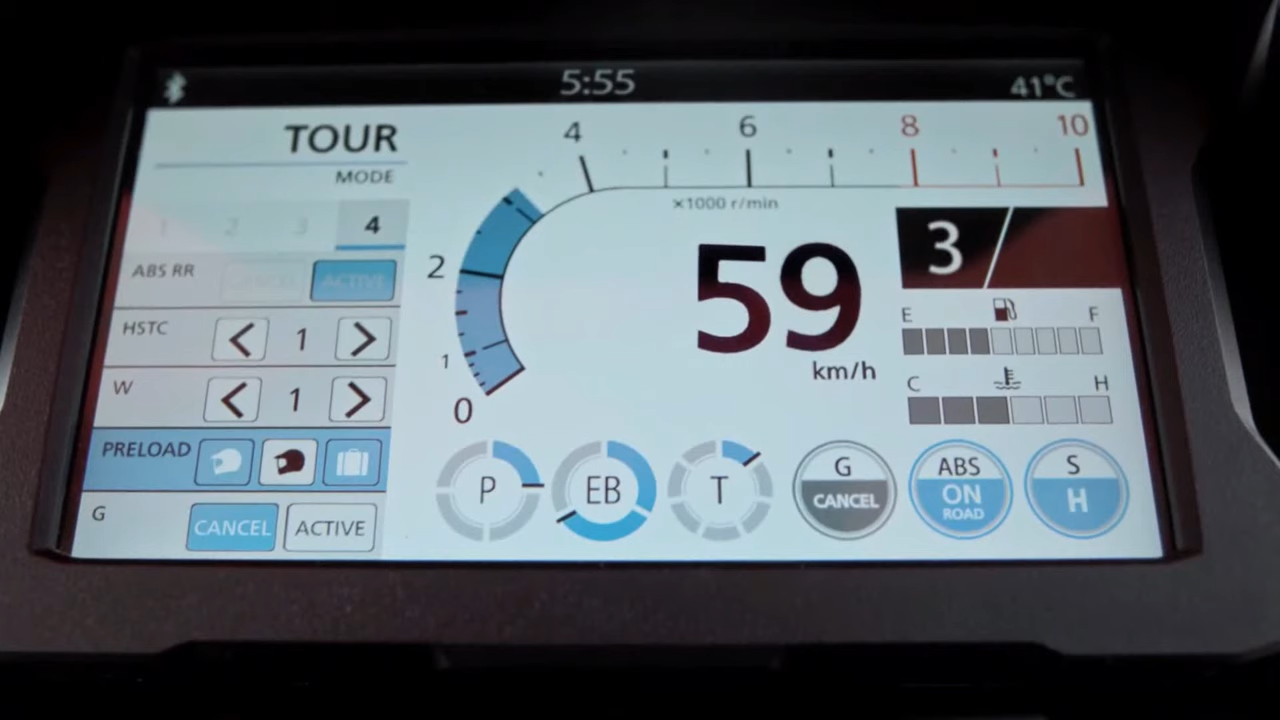 5:55
41°C
TOUR
MODE
1 2 3 4
ABS RR
ACTIVE
HSTC
1
W
1
PRELOAD
G
CANCEL
ACTIVE
0
1
2
4
6
8
10
×1000 r/min
59
km/h
3
E
F
C
H
P
EB
T
G
CANCEL
ABS
ON
ROAD
S
H